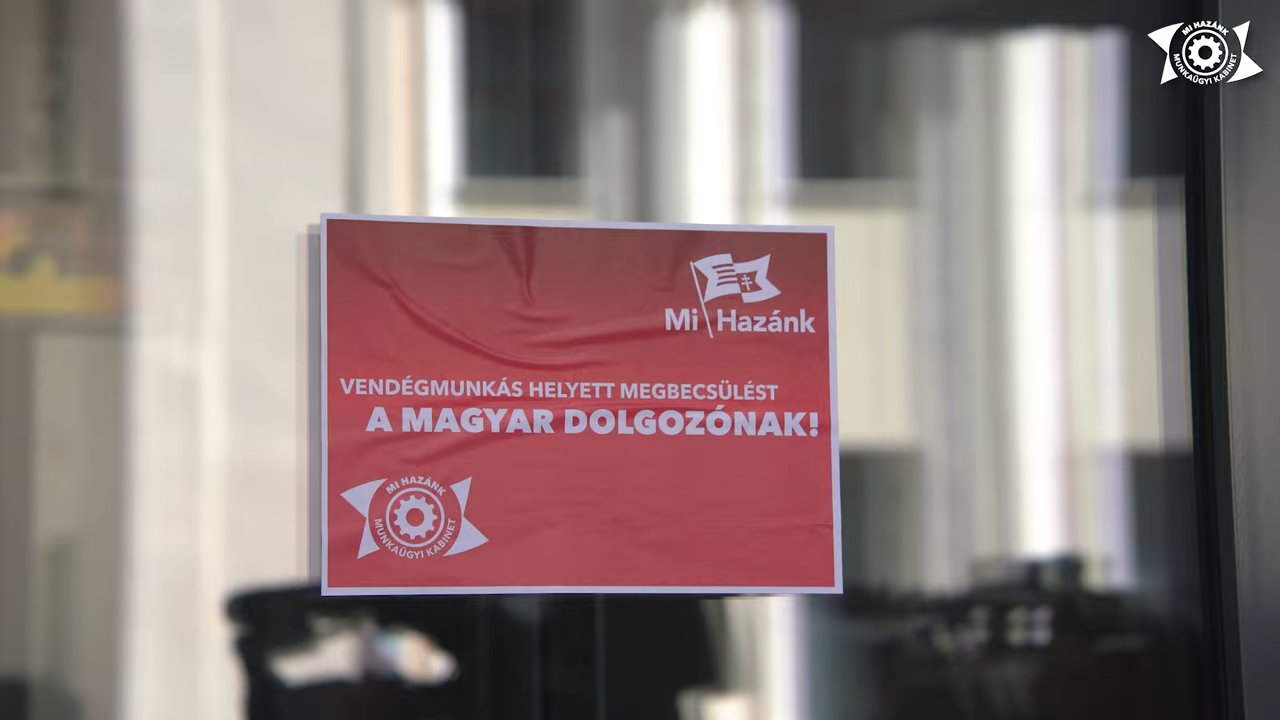 MI HAZÁNK
MUNKAÜGYI KABINET
Mi Hazánk
VENDÉGMUNKÁS HELYETT MEGBECSÜLÉST
A MAGYAR DOLGOZÓNAK!
MI HAZÁNK
MUNKAÜGYI KABINET